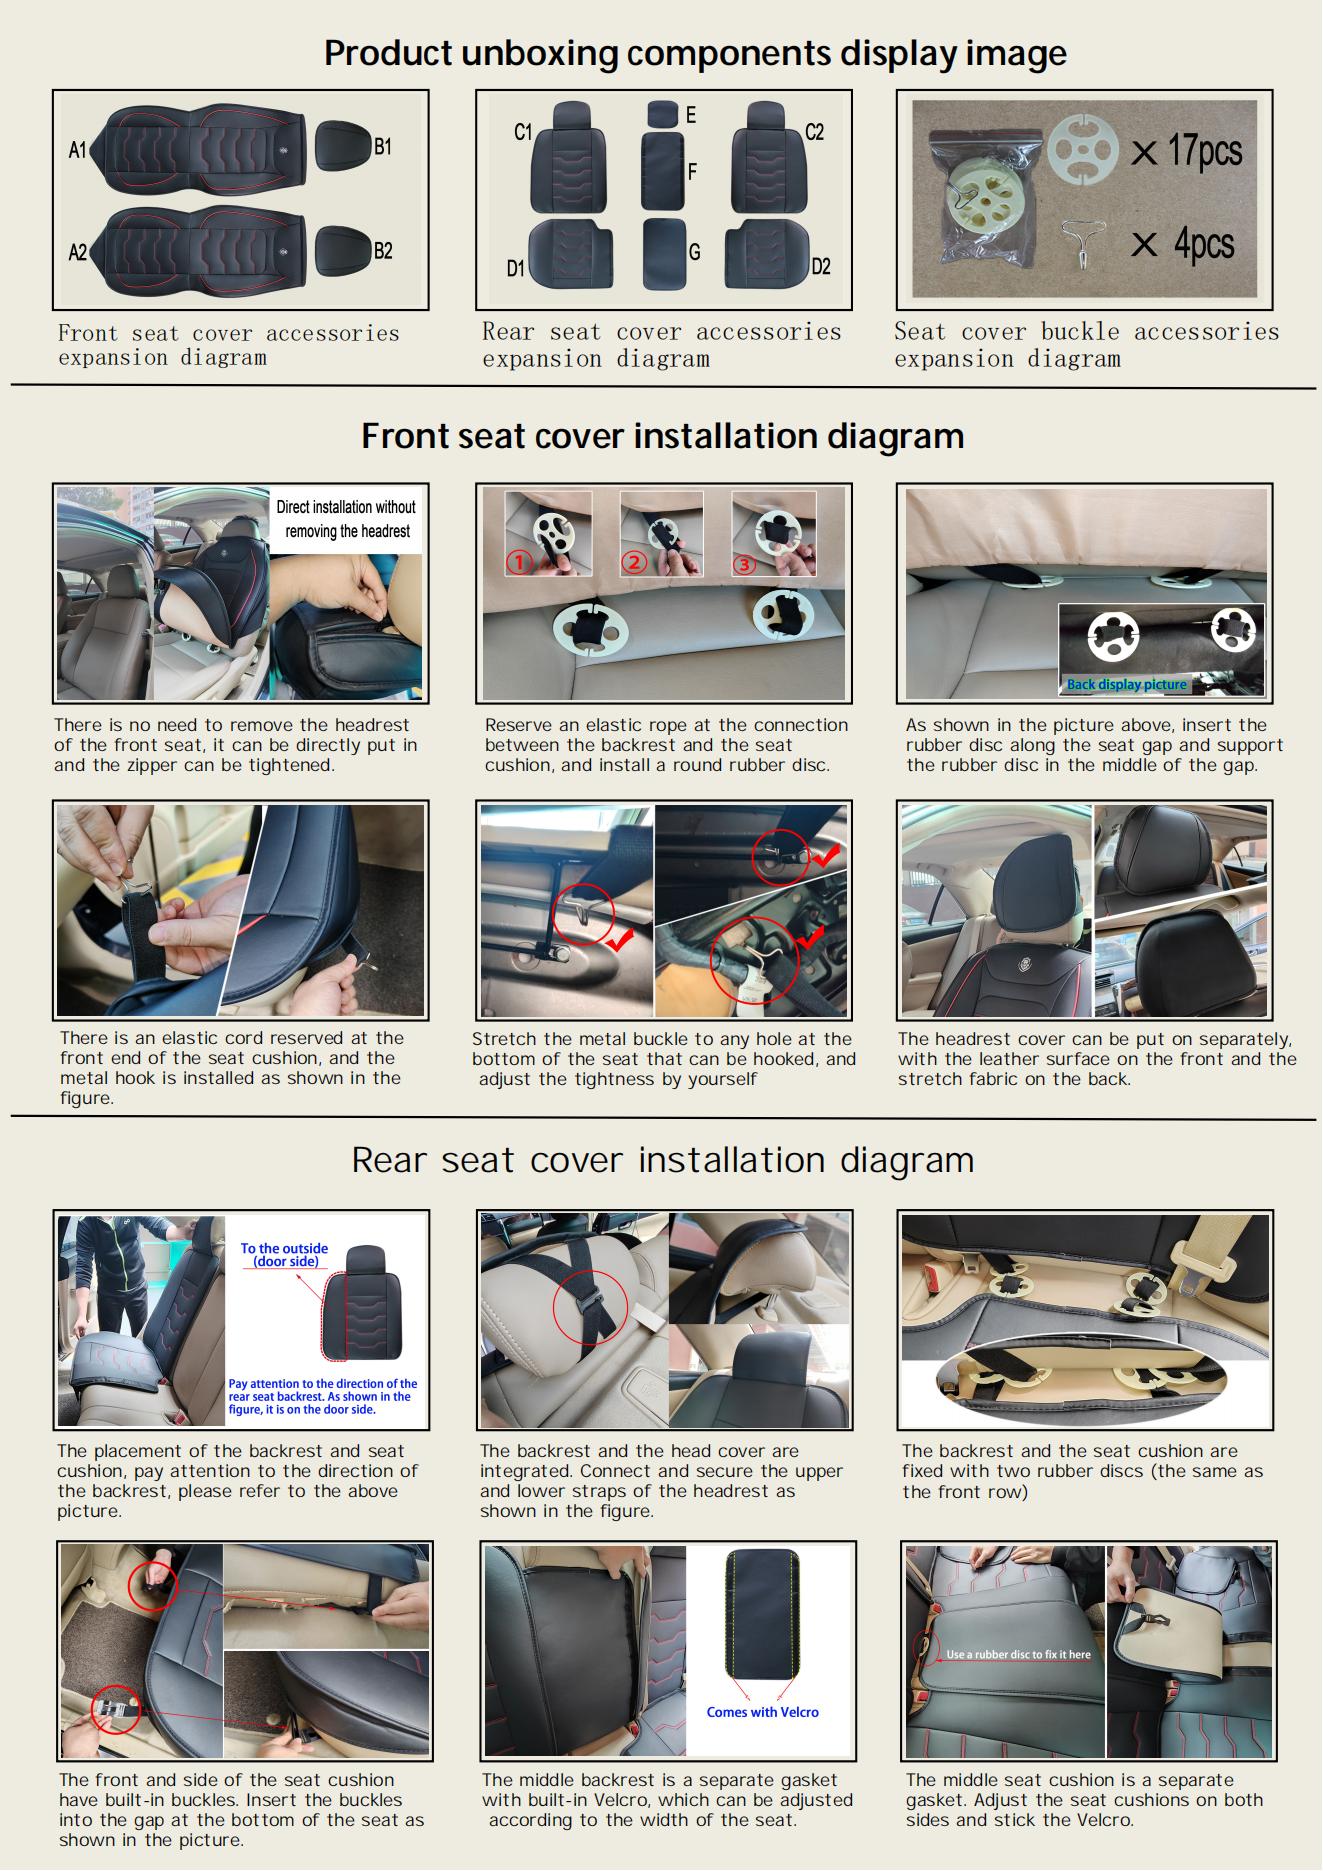 Product unboxing components display image
A1
B1
A2
B2
C1
E
C2
F
D1
G
D2
X 17pcs
X 4pcs
Front seat cover accessories
expansion diagram
Rear seat cover accessories
expansion diagram
Seat cover buckle accessories
expansion diagram
Front seat cover installation diagram
Direct installation without
removing the headrest
1
2
3
Back display picture
There is no need to remove the headrest
of the front seat, it can be directly put in
and the zipper can be tightened.
Reserve an elastic rope at the connection
between the backrest and the seat
cushion, and install a round rubber disc.
As shown in the picture above, insert the
rubber disc along the seat gap and support
the rubber disc in the middle of the gap.
There is an elastic cord reserved at the
front end of the seat cushion, and the
metal hook is installed as shown in the
figure.
Stretch the metal buckle to any hole at the
bottom of the seat that can be hooked, and
adjust the tightness by yourself
The headrest cover can be put on separately,
with the leather surface on the front and the
stretch fabric on the back.
Rear seat cover installation diagram
To the outside
(door side)
Pay attention to the direction of the
rear seat backrest. As shown in the
figure, it is on the door side.
The placement of the backrest and seat
cushion, pay attention to the direction of
the backrest, please refer to the above
picture.
The backrest and the head cover are
integrated. Connect and secure the upper
and lower straps of the headrest as
shown in the figure.
The backrest and the seat cushion are
fixed with two rubber discs (the same as
the front row)
Comes with Velcro
Use a rubber disc to fix it here
The front and side of the seat cushion
have built-in buckles. Insert the buckles
into the gap at the bottom of the seat as
shown in the picture.
The middle backrest is a separate gasket
with built-in Velcro, which can be adjusted
according to the width of the seat.
The middle seat cushion is a separate
gasket. Adjust the seat cushions on both
sides and stick the Velcro.